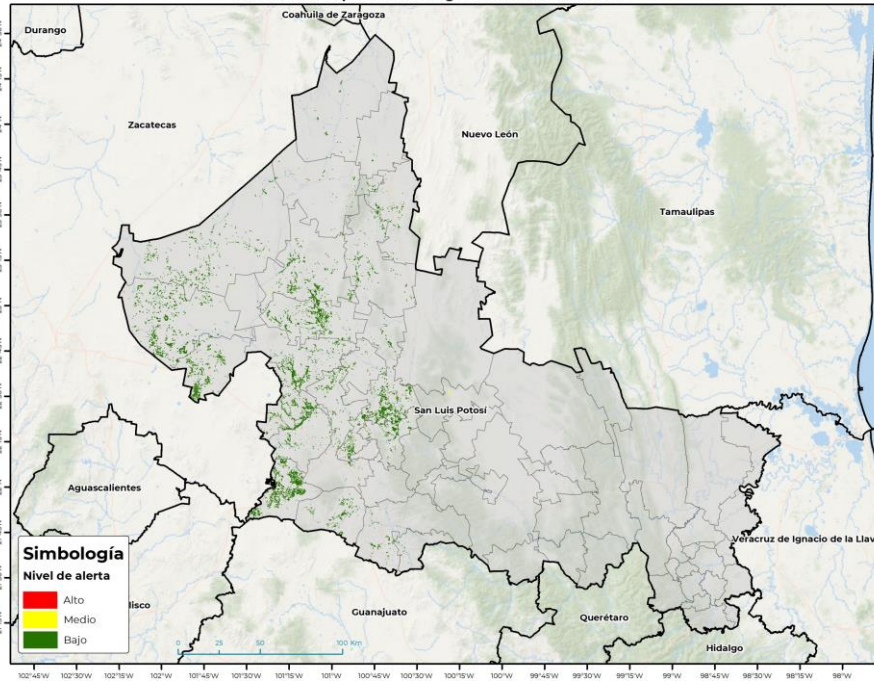 Coahuila de Zaragoza
Durango
Zacatecas
Nuevo León
Tamaulipas
San Luis Potosí
Aguascalientes
Veracruz de Ignacio de la Llav
Simbología
Nivel de alerta
Alto
Medio
Bajo
lisco
Guanajuato
Querétaro
Hidalgo
0 25 50 100 Km
102°45'W 102°30'W 102°15'W 102°W 101°45'W 101°30'W 101°15'W 101°W 100°45'W 100°30'W 100°15'W 100°W 99°45'W 99°30'W 99°15'W 99°W 98°45'W 98°30'W 98°15'W 98°W